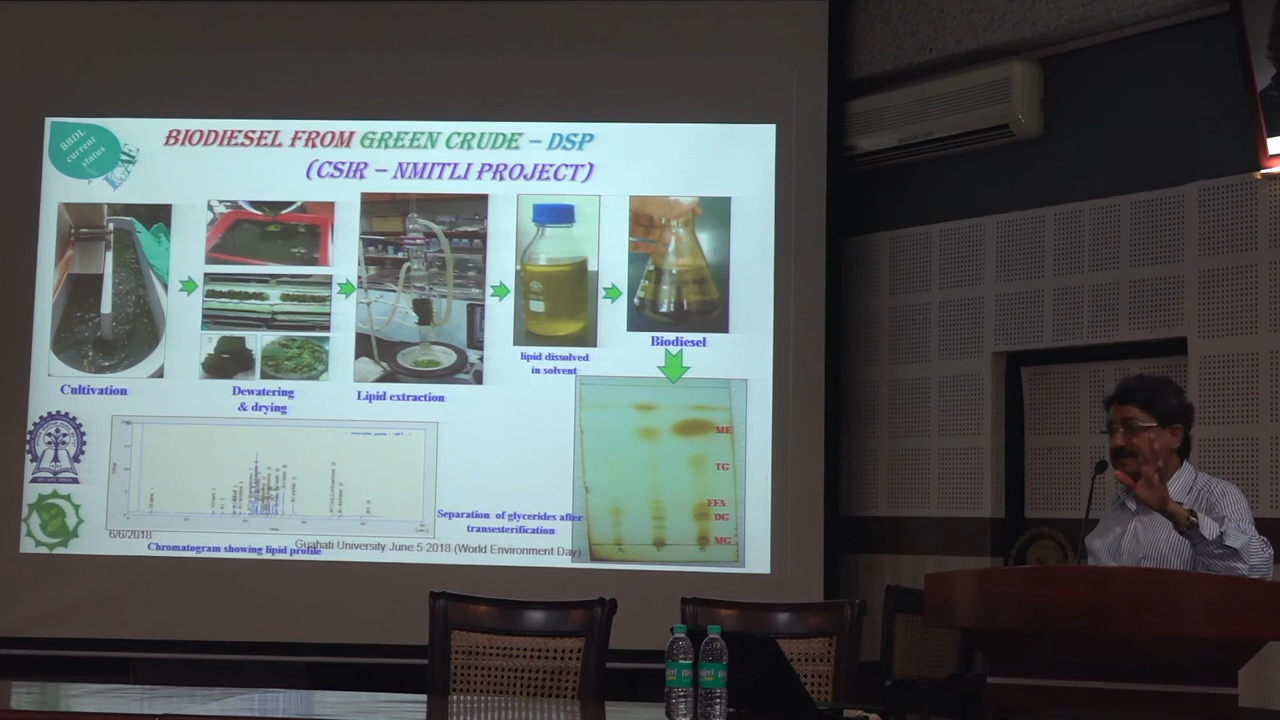 BBDL
current
status
BIODIESEL FROM GREEN CRUDE – DSP
(CSIR – NMITLI PROJECT)
Cultivation
Dewatering
& drying
Lipid extraction
lipid dissolved
in solvent
Biodiesel
ME
TG
FFA
DG
MG
Separation of glycerides after
transesterification
6/6/2018
Chromatogram showing lipid profile
Guahati University June 5 2018 (World Environment Day)